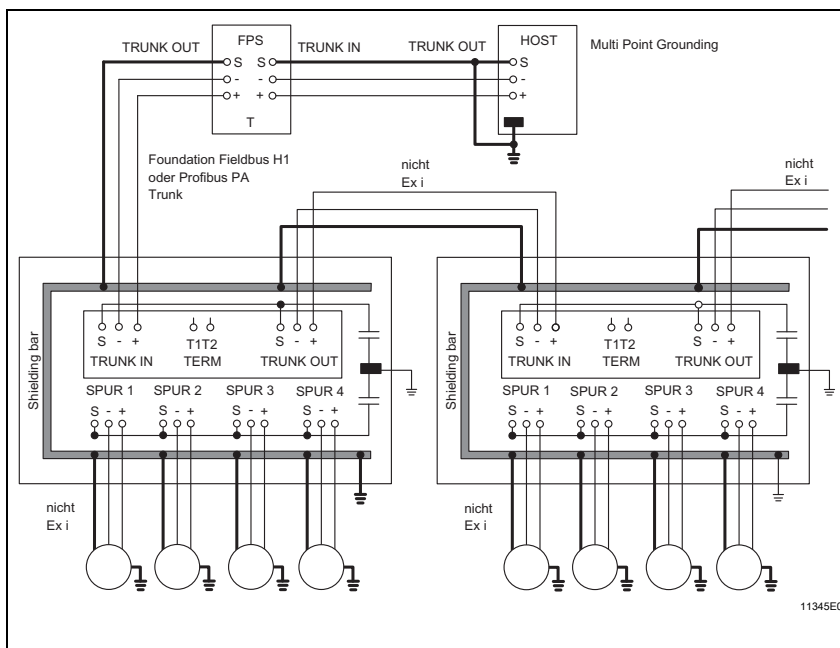 TRUNK OUT FPS TRUNK IN TRUNK OUT HOST Multi Point Grounding
S S S
- - -
+ + +
T
Foundation Fieldbus H1
oder Profibus PA
Trunk
nicht
Ex i
nicht
Ex i
Shielding bar
S - + T1T2 S - +
TRUNK IN TERM TRUNK OUT
SPUR 1 SPUR 2 SPUR 3 SPUR 4
S - + S - + S - + S - +
nicht
Ex i
Shielding bar
S - + T1T2 S - +
TRUNK IN TERM TRUNK OUT
SPUR 1 SPUR 2 SPUR 3 SPUR 4
S - + S - + S - + S - +
nicht
Ex i